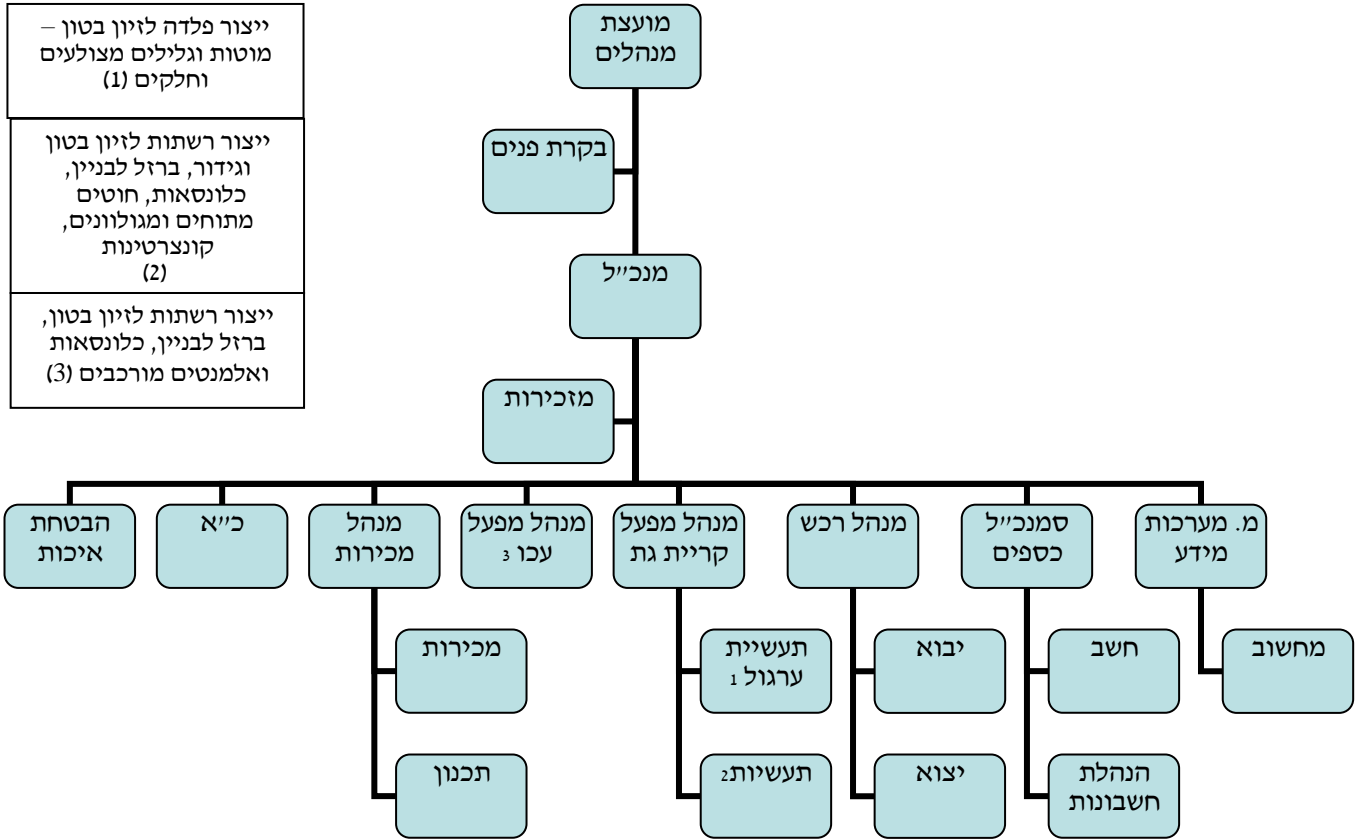 ייצור פלדה לזיון בטון –
מוטות וגלילים מצולעים
וחלקים (1)
ייצור רשתות לזיון בטון
וגידור, ברזל לבניין,
כלונסאות, חוטים
מתוחים ומגולוונים,
קונצרטינות
(2)
ייצור רשתות לזיון בטון,
ברזל לבניין, כלונסאות
ואלמנטים מורכבים (3)
מועצת
מנהלים
בקרת פנים
מנכ״ל
מזכירות
מ. מערכות
מידע
סמנכ״ל
כספים
מנהל רכש
מנהל מפעל
קריית גת
מנהל מפעל
עכו 3
מנהל
מכירות
כ״א
הבטחת
איכות
מחשוב
חשב
יבוא
תעשיית
ערגול 1
מכירות
הנהלת
חשבונות
יצוא
תעשיות2
תכנון